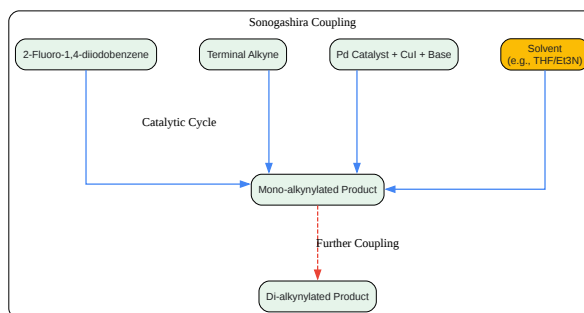 Sonogashira Coupling
2-Fluoro-1,4-diiodobenzene
Terminal Alkyne
Pd Catalyst + CuI + Base
Solvent
(e.g., THF/Et3N)
Catalytic Cycle
Mono-alkynylated Product
Further Coupling
Di-alkynylated Product